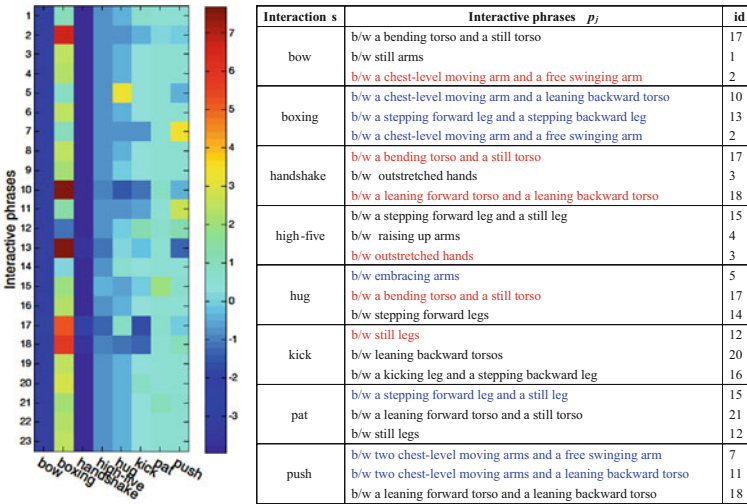 Interactive phrases
1
2
3
4
5
6
7
8
9
10
11
12
13
14
15
16
17
18
19
20
21
22
23
bow
boxing
handshake
high-five
hug
kick
pat
push
7
6
5
4
3
2
1
0
-1
-2
-3
Interaction s Interactive phrases p_j id
bow
b/w a bending torso and a still torso 17
b/w still arms 1
b/w a chest-level moving arm and a free swinging arm 2
boxing
b/w a chest-level moving arm and a leaning backward torso 10
b/w a stepping forward leg and a stepping backward leg 13
b/w a chest-level moving arm and a free swinging arm 2
handshake
b/w a bending torso and a still torso 17
b/w outstretched hands 3
b/w a leaning forward torso and a leaning backward torso 18
high-five
b/w a stepping forward leg and a still leg 15
b/w raising up arms 4
b/w outstretched hands 3
hug
b/w embracing arms 5
b/w a bending torso and a still torso 17
b/w stepping forward legs 14
kick
b/w still legs 12
b/w leaning backward torsos 20
b/w a kicking leg and a stepping backward leg 16
pat
b/w a stepping forward leg and a still leg 15
b/w a leaning forward torso and a still torso 21
b/w still legs 12
push
b/w two chest-level moving arms and a free swinging arm 7
b/w two chest-level moving arms and a leaning backward torso 11
b/w a leaning forward torso and a leaning backward torso 18